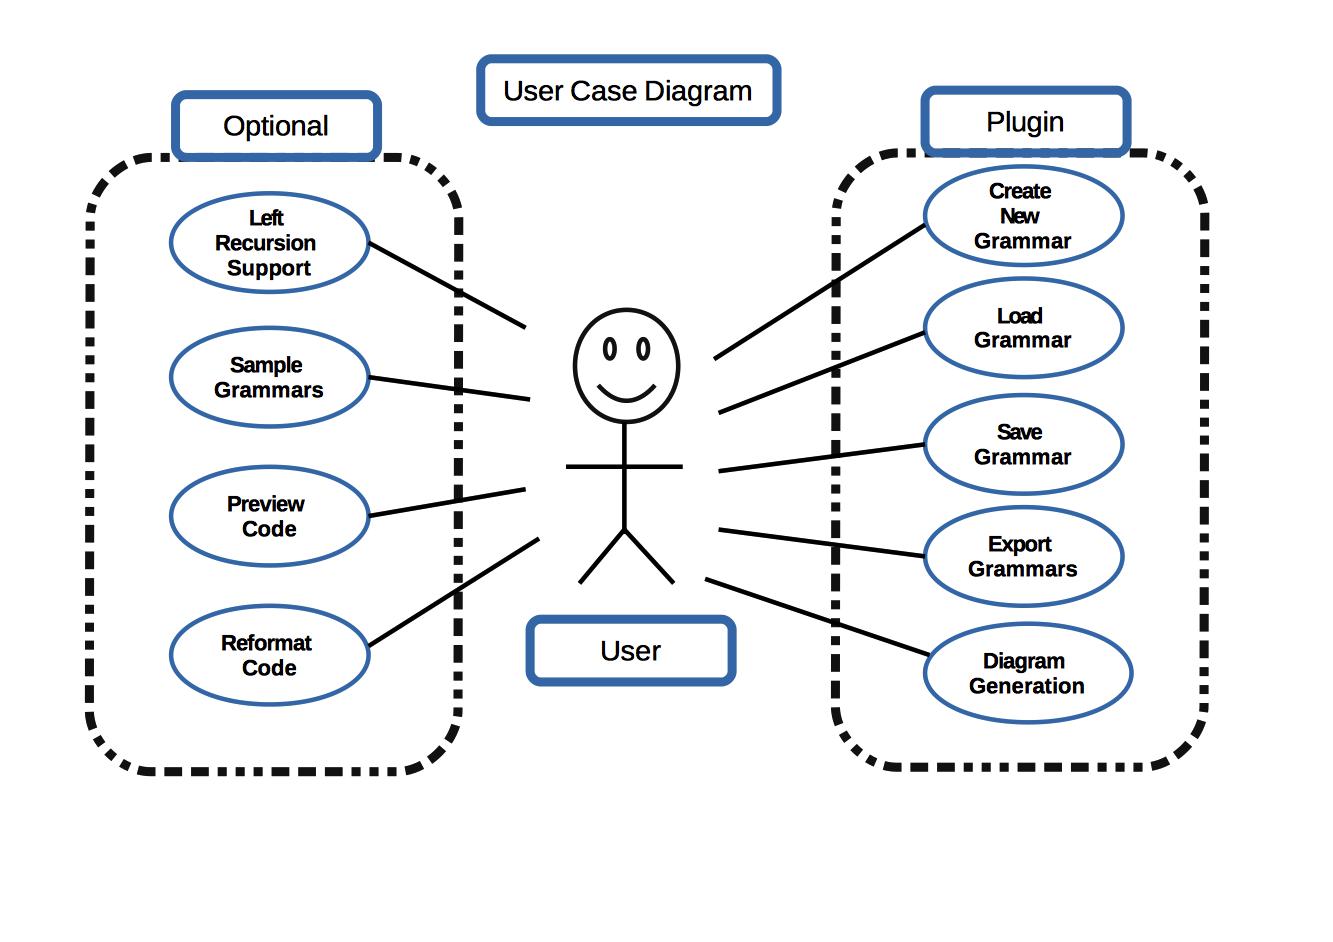 User Case Diagram
Optional
Left
Recursion
Support
Sample
Grammars
Preview
Code
Reformat
Code
User
Plugin
Create
New
Grammar
Load
Grammar
Save
Grammar
Export
Grammars
Diagram
Generation